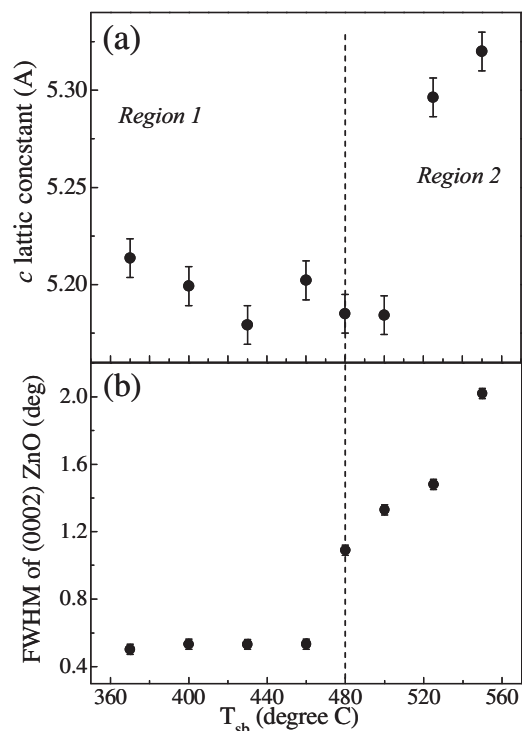 (a)
Region 1
Region 2
c lattic concstant (A)
5.30
5.25
5.20
(b)
FWHM of (0002) ZnO (deg)
2.0
1.6
1.2
0.8
0.4
360 400 440 480 520 560
T_sb (degree C)